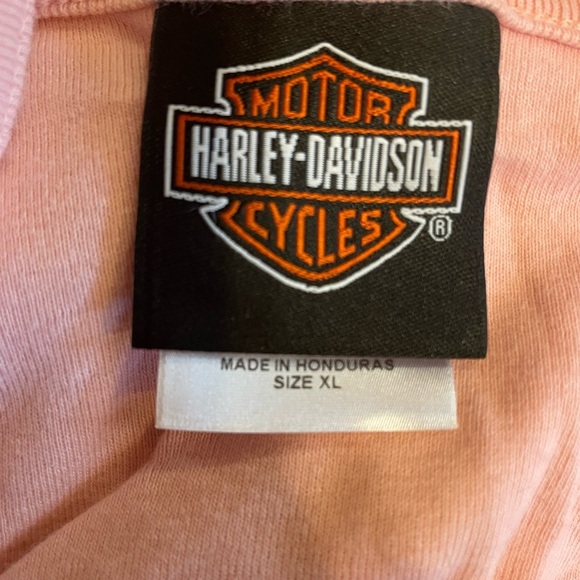 MOTOR
HARLEY-DAVIDSON
CYCLES
®
MADE IN HONDURAS
SIZE XL